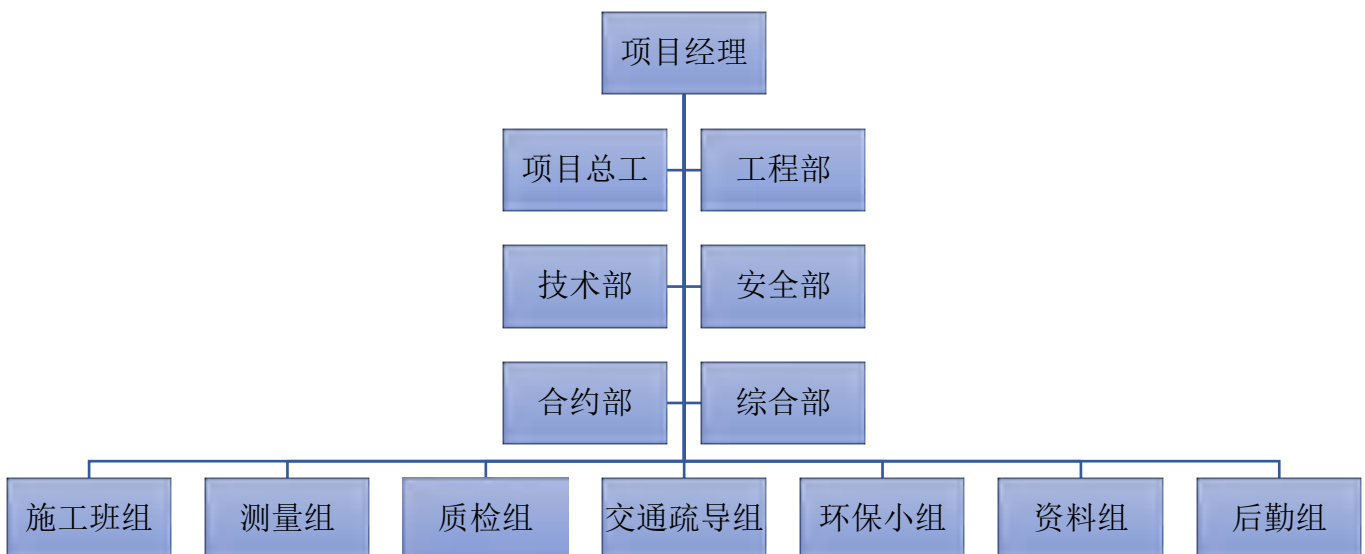 项目经理
项目总工
工程部
技术部
安全部
合约部
综合部
施工班组
测量组
质检组
交通疏导组
环保小组
资料组
后勤组